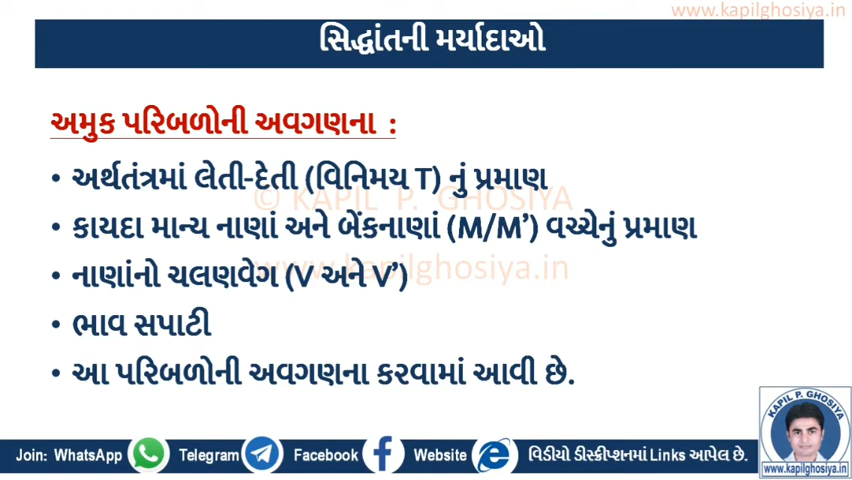 www.kapilghosiya.in
સિદ્ધાંતની મર્યાદાઓ
અમુક પરિબળોની અવગણના :
• અર્થતંત્રમાં લેતી-દેતી (વિનિમય T) નું પ્રમાણ
© KAPIL P. GHOSIYA
• કાયદા માન્ય નાણાં અને બેંકનાણાં (M/M’) વચ્ચેનું પ્રમાણ
• નાણાંનો ચલણવેગ (V અને V’)
www.kapilghosiya.in
• ભાવ સપાટી
• આ પરિબળોની અવગણના કરવામાં આવી છે.
KAPIL P. GHOSIYA
www.kapilghosiya.in
Join: WhatsApp Telegram Facebook Website વિડીયો ડીસ્ક્રીપ્શનમાં Links આપેલ છે.